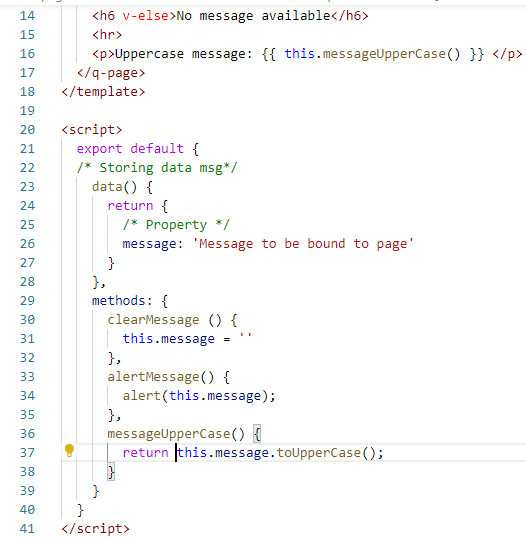 14 <h6 v-else>No message available</h6>
15 <hr>
16 <p>Uppercase message: {{ this.messageUpperCase() }} </p>
17 </q-page>
18 </template>
19
20 <script>
21 export default {
22 /* Storing data msg*/
23 data() {
24 return {
25 /* Property */
26 message: 'Message to be bound to page'
27 }
28 },
29 methods: {
30 clearMessage () {
31 this.message = ''
32 },
33 alertMessage() {
34 alert(this.message);
35 },
36 messageUpperCase() {
37 return this.message.toUpperCase();
38 }
39 }
40 }
41 </script>